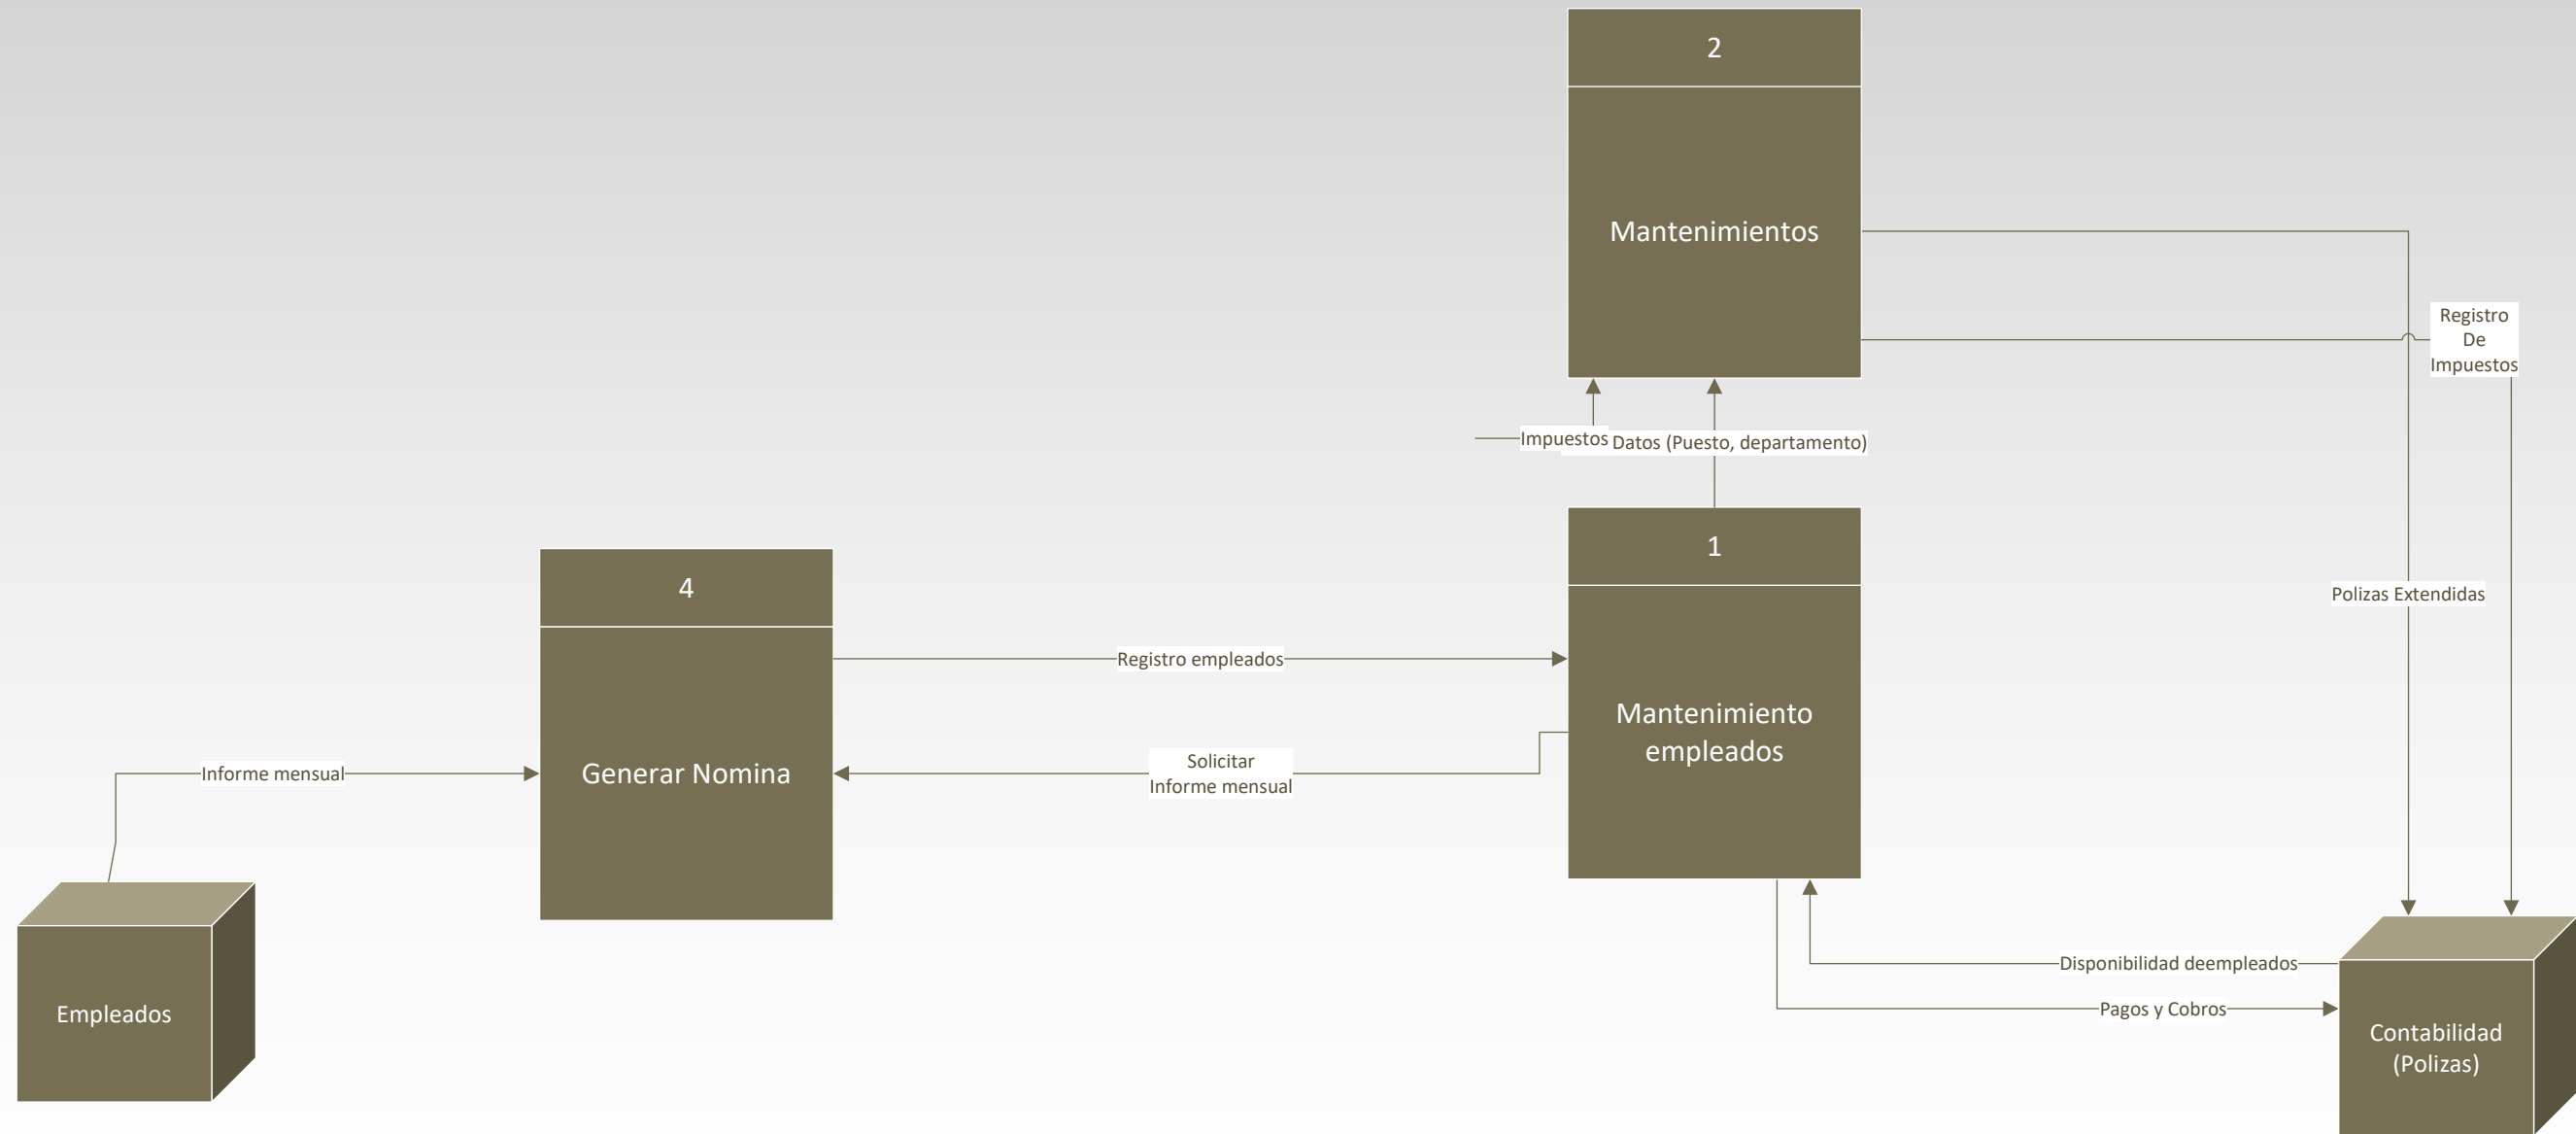 2
Mantenimientos
Registro
De
Impuestos
Impuestos
Datos (Puesto, departamento)
1
Mantenimiento
empleados
4
Generar Nomina
Polizas Extendidas
Registro empleados
Solicitar
Informe mensual
Informe mensual
Empleados
Disponibilidad deempleados
Pagos y Cobros
Contabilidad
(Polizas)